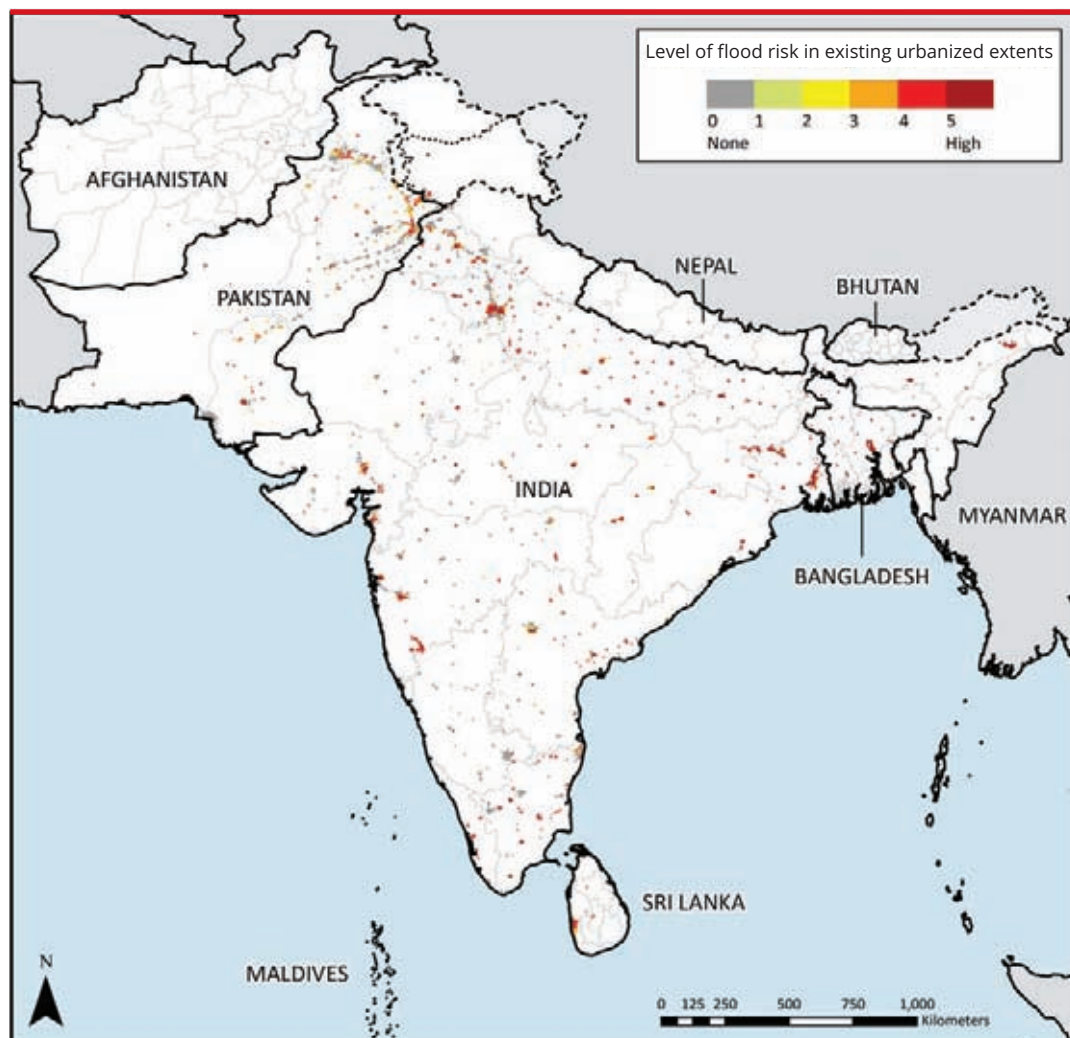 Level of flood risk in existing urbanized extents
0 1 2 3 4 5
None High
AFGHANISTAN
PAKISTAN
NEPAL
BHUTAN
INDIA
MYANMAR
BANGLADESH
SRI LANKA
MALDIVES
N
0 125 250 500 750 1,000
Kilometers